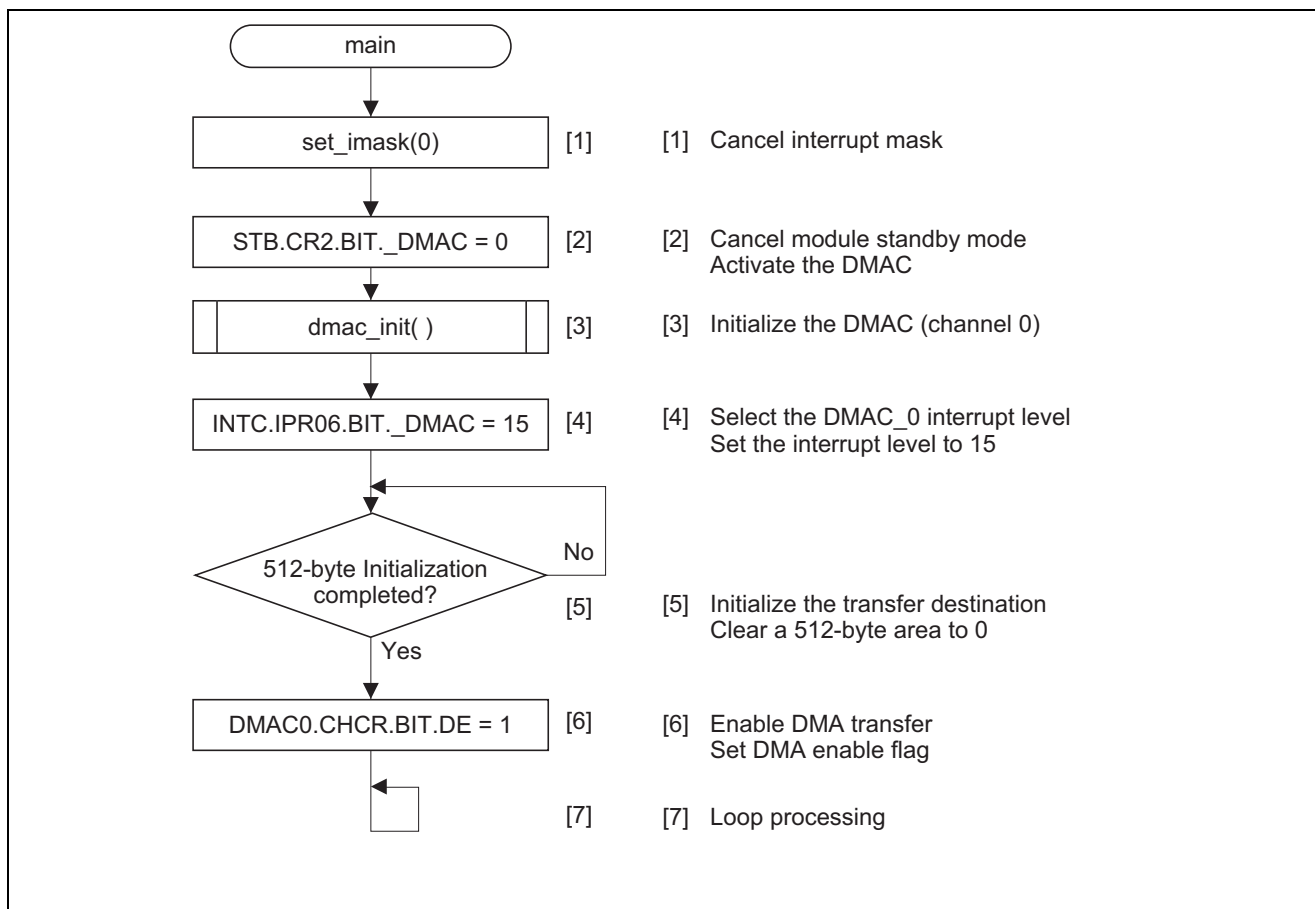 main
set_imask(0) [1] [1] Cancel interrupt mask
STB.CR2.BIT._DMAC = 0 [2] [2] Cancel module standby mode
Activate the DMAC
dmac_init( ) [3] [3] Initialize the DMAC (channel 0)
INTC.IPR06.BIT._DMAC = 15 [4] [4] Select the DMAC_0 interrupt level
Set the interrupt level to 15
No
512-byte Initialization
completed?
[5] [5] Initialize the transfer destination
Clear a 512-byte area to 0
Yes
DMAC0.CHCR.BIT.DE = 1 [6] [6] Enable DMA transfer
Set DMA enable flag
[7] [7] Loop processing